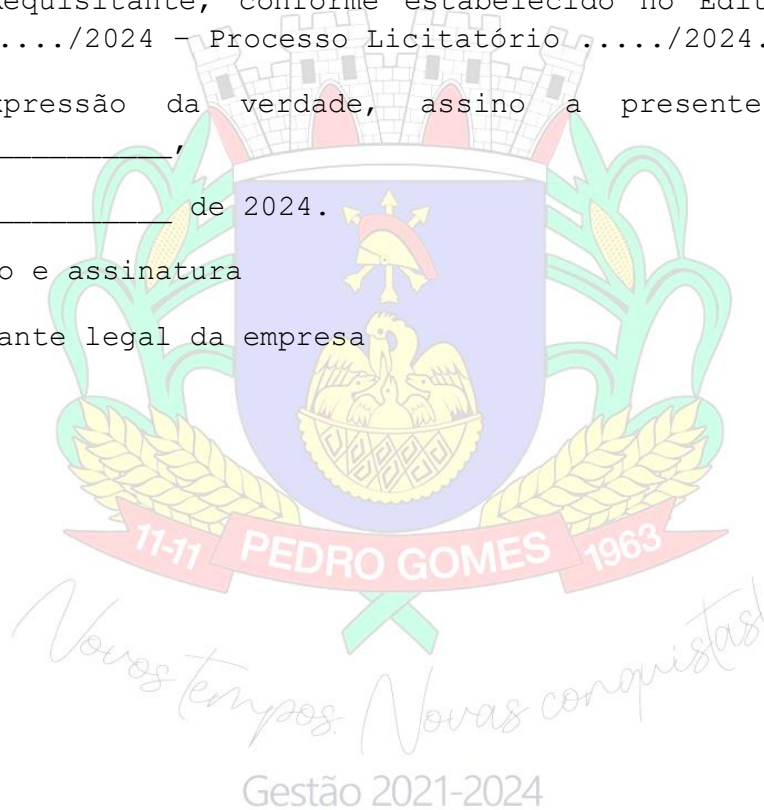 equisitante, conforme estabelecido no Edit
..../2024 – Processo Licitatório ...../2024.
xpressão da verdade, assino a presente
__________,
__________ de 2024.
o e assinatura
ante legal da empresa
11-11 PEDRO GOMES 1963
Novos tempos. Novas conquistas!
Gestão 2021-2024